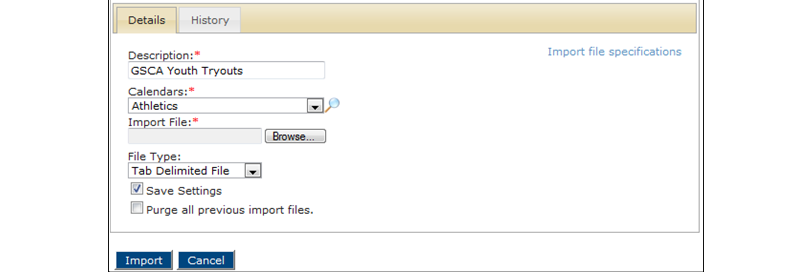 Details
History
Import file specifications
Description:*
GSCA Youth Tryouts
Calendars:*
Athletics
Import File:*
Browse...
File Type:
Tab Delimited File
Save Settings
Purge all previous import files.
Import
Cancel